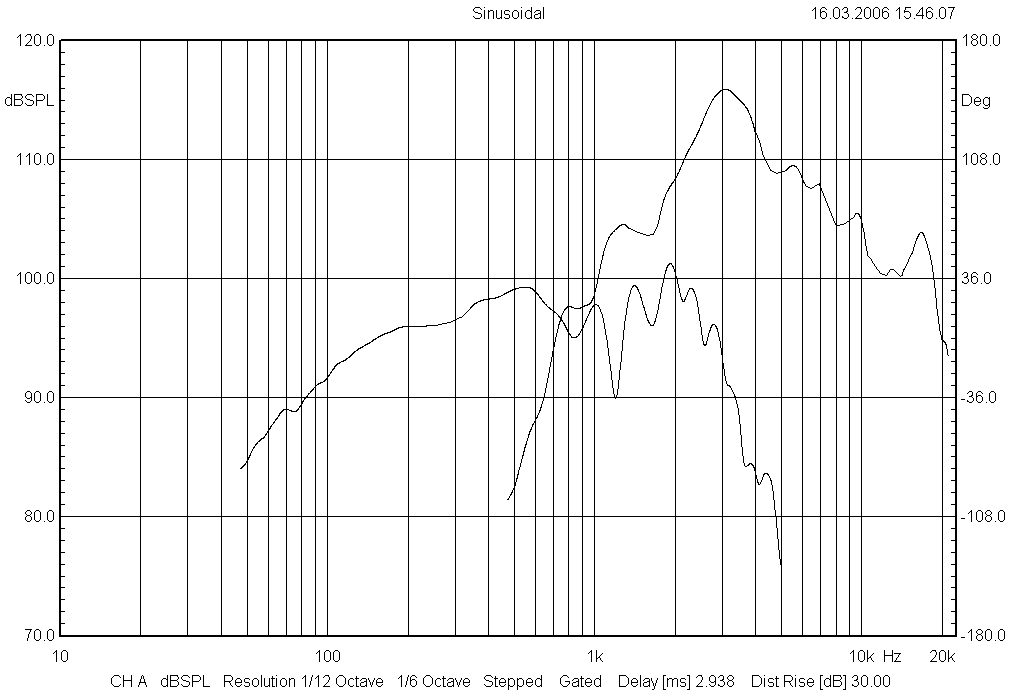 Sinusoidal 16.03.2006 15.46.07
120.0 180.0
dBSPL Deg
110.0 108.0
100.0 36.0
90.0 -36.0
80.0 -108.0
70.0 -180.0
10 100 1k 10k Hz 20k
CH A dBSPL Resolution 1/12 Octave 1/6 Octave Stepped Gated Delay [ms] 2.938 Dist Rise [dB] 30.00